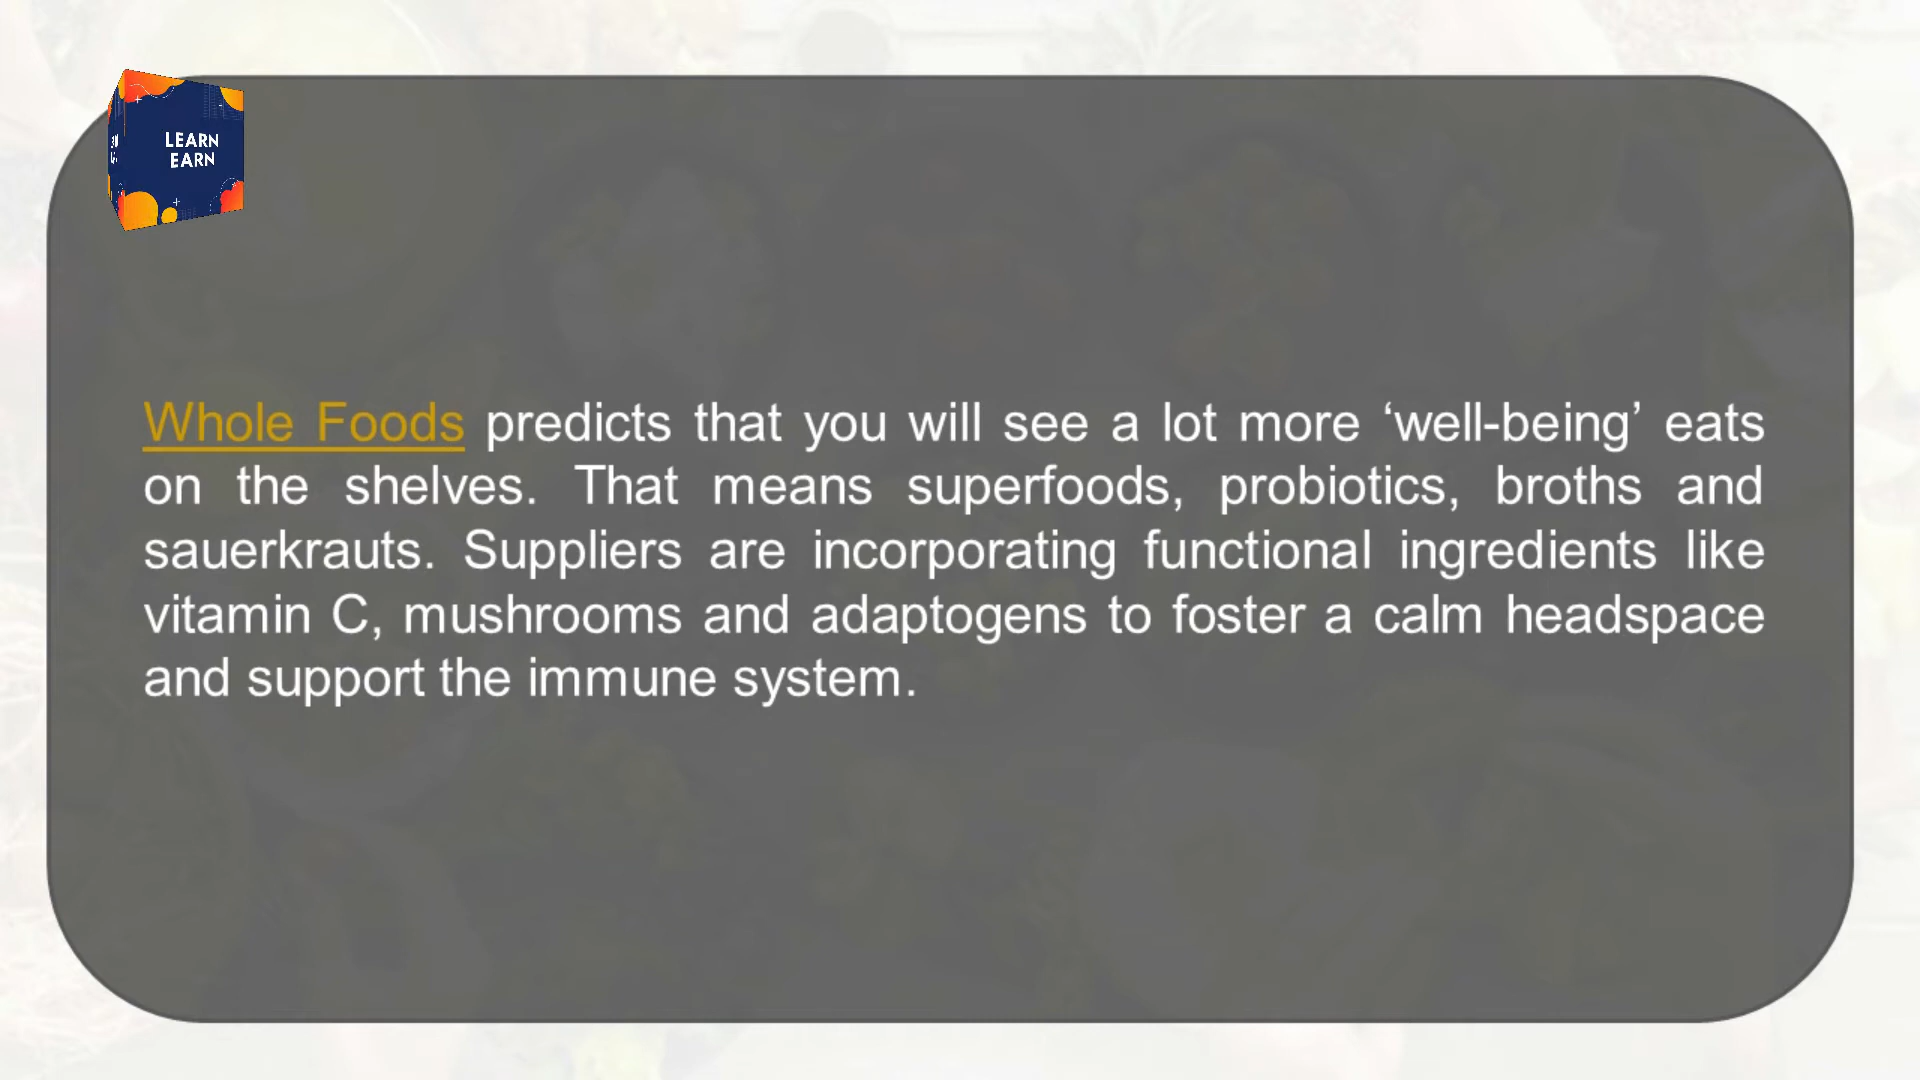 LEARN
EARN
Whole Foods predicts that you will see a lot more ‘well-being’ eats
on the shelves. That means superfoods, probiotics, broths and
sauerkrauts. Suppliers are incorporating functional ingredients like
vitamin C, mushrooms and adaptogens to foster a calm headspace
and support the immune system.